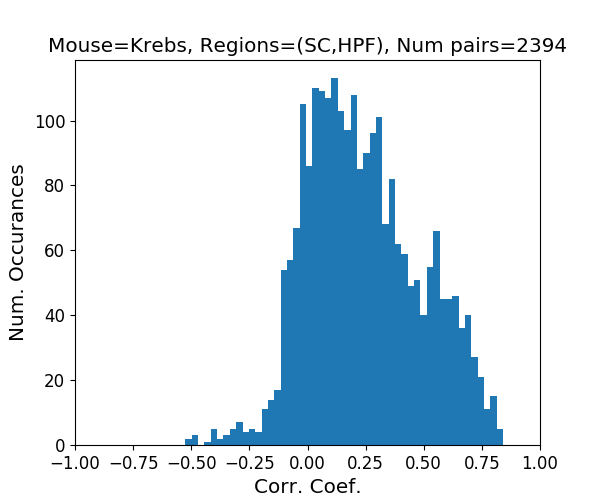 Mouse=Krebs, Regions=(SC,HPF), Num pairs=2394
Num. Occurances
100
80
60
40
20
0
−1.00 −0.75 −0.50 −0.25 0.00 0.25 0.50 0.75 1.00
Corr. Coef.